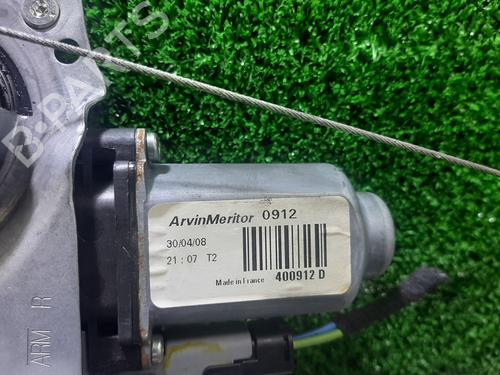 B-PARTS
ArvinMeritor 0912
30/04/08
21:07 T2
Made in France 400912 D
ARM R